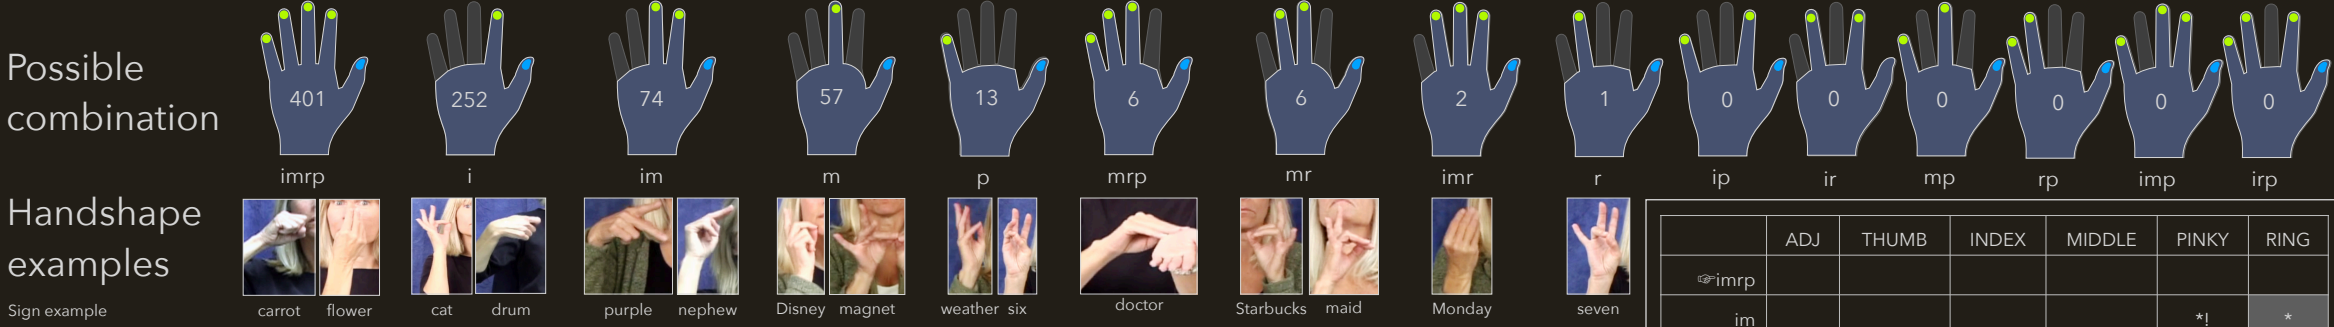 Possible
combination
401 252 74 57 13 6 6 2 1 0 0 0 0 0 0
imrp i im m p mrp mr imr r ip ir mp rp imp irp
Handshape
examples
Sign example
carrot flower cat drum purple nephew Disney magnet weather six doctor Starbucks maid Monday seven
ADJ THUMB INDEX MIDDLE PINKY RING
☞imrp
im *! *